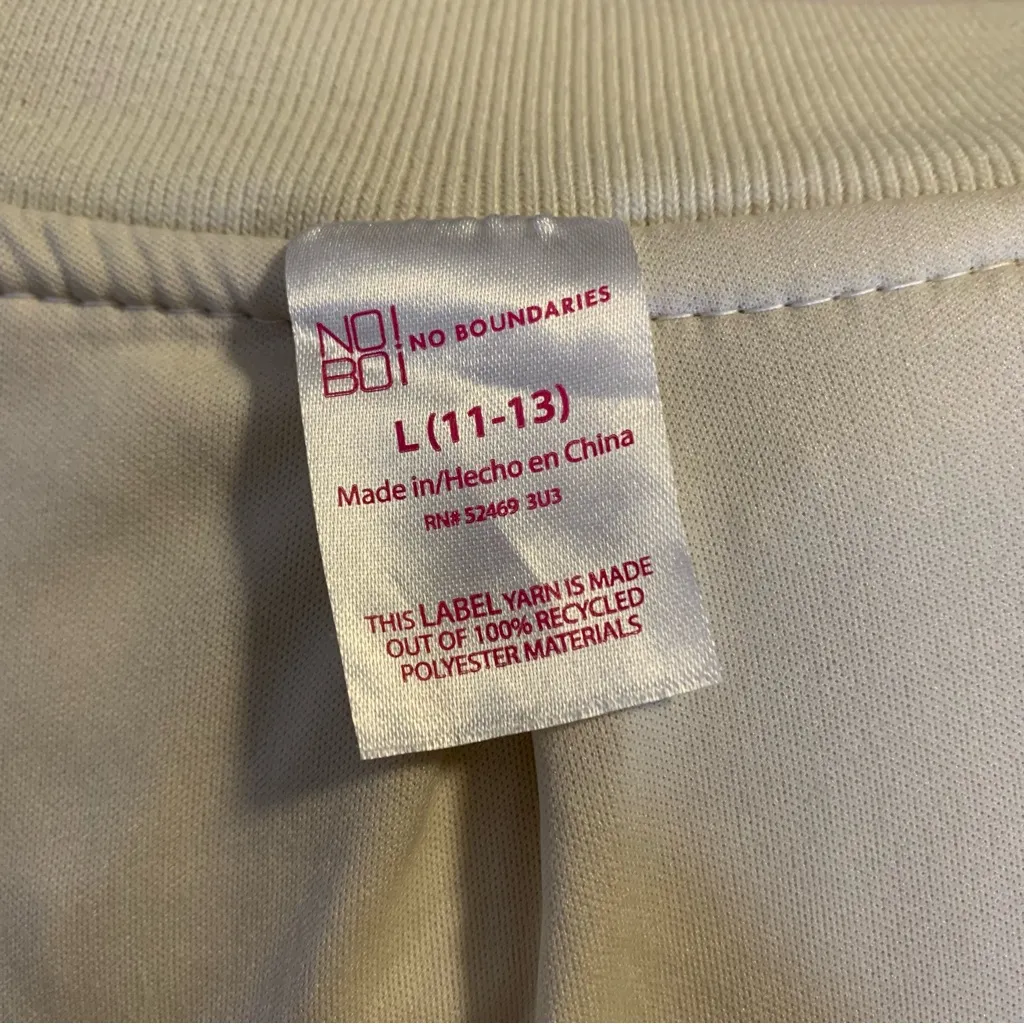 NO!
BO!
NO BOUNDARIES
L (11-13)
Made in/Hecho en China
RN# 52469 3U3
THIS LABEL YARN IS MADE
OUT OF 100% RECYCLED
POLYESTER MATERIALS